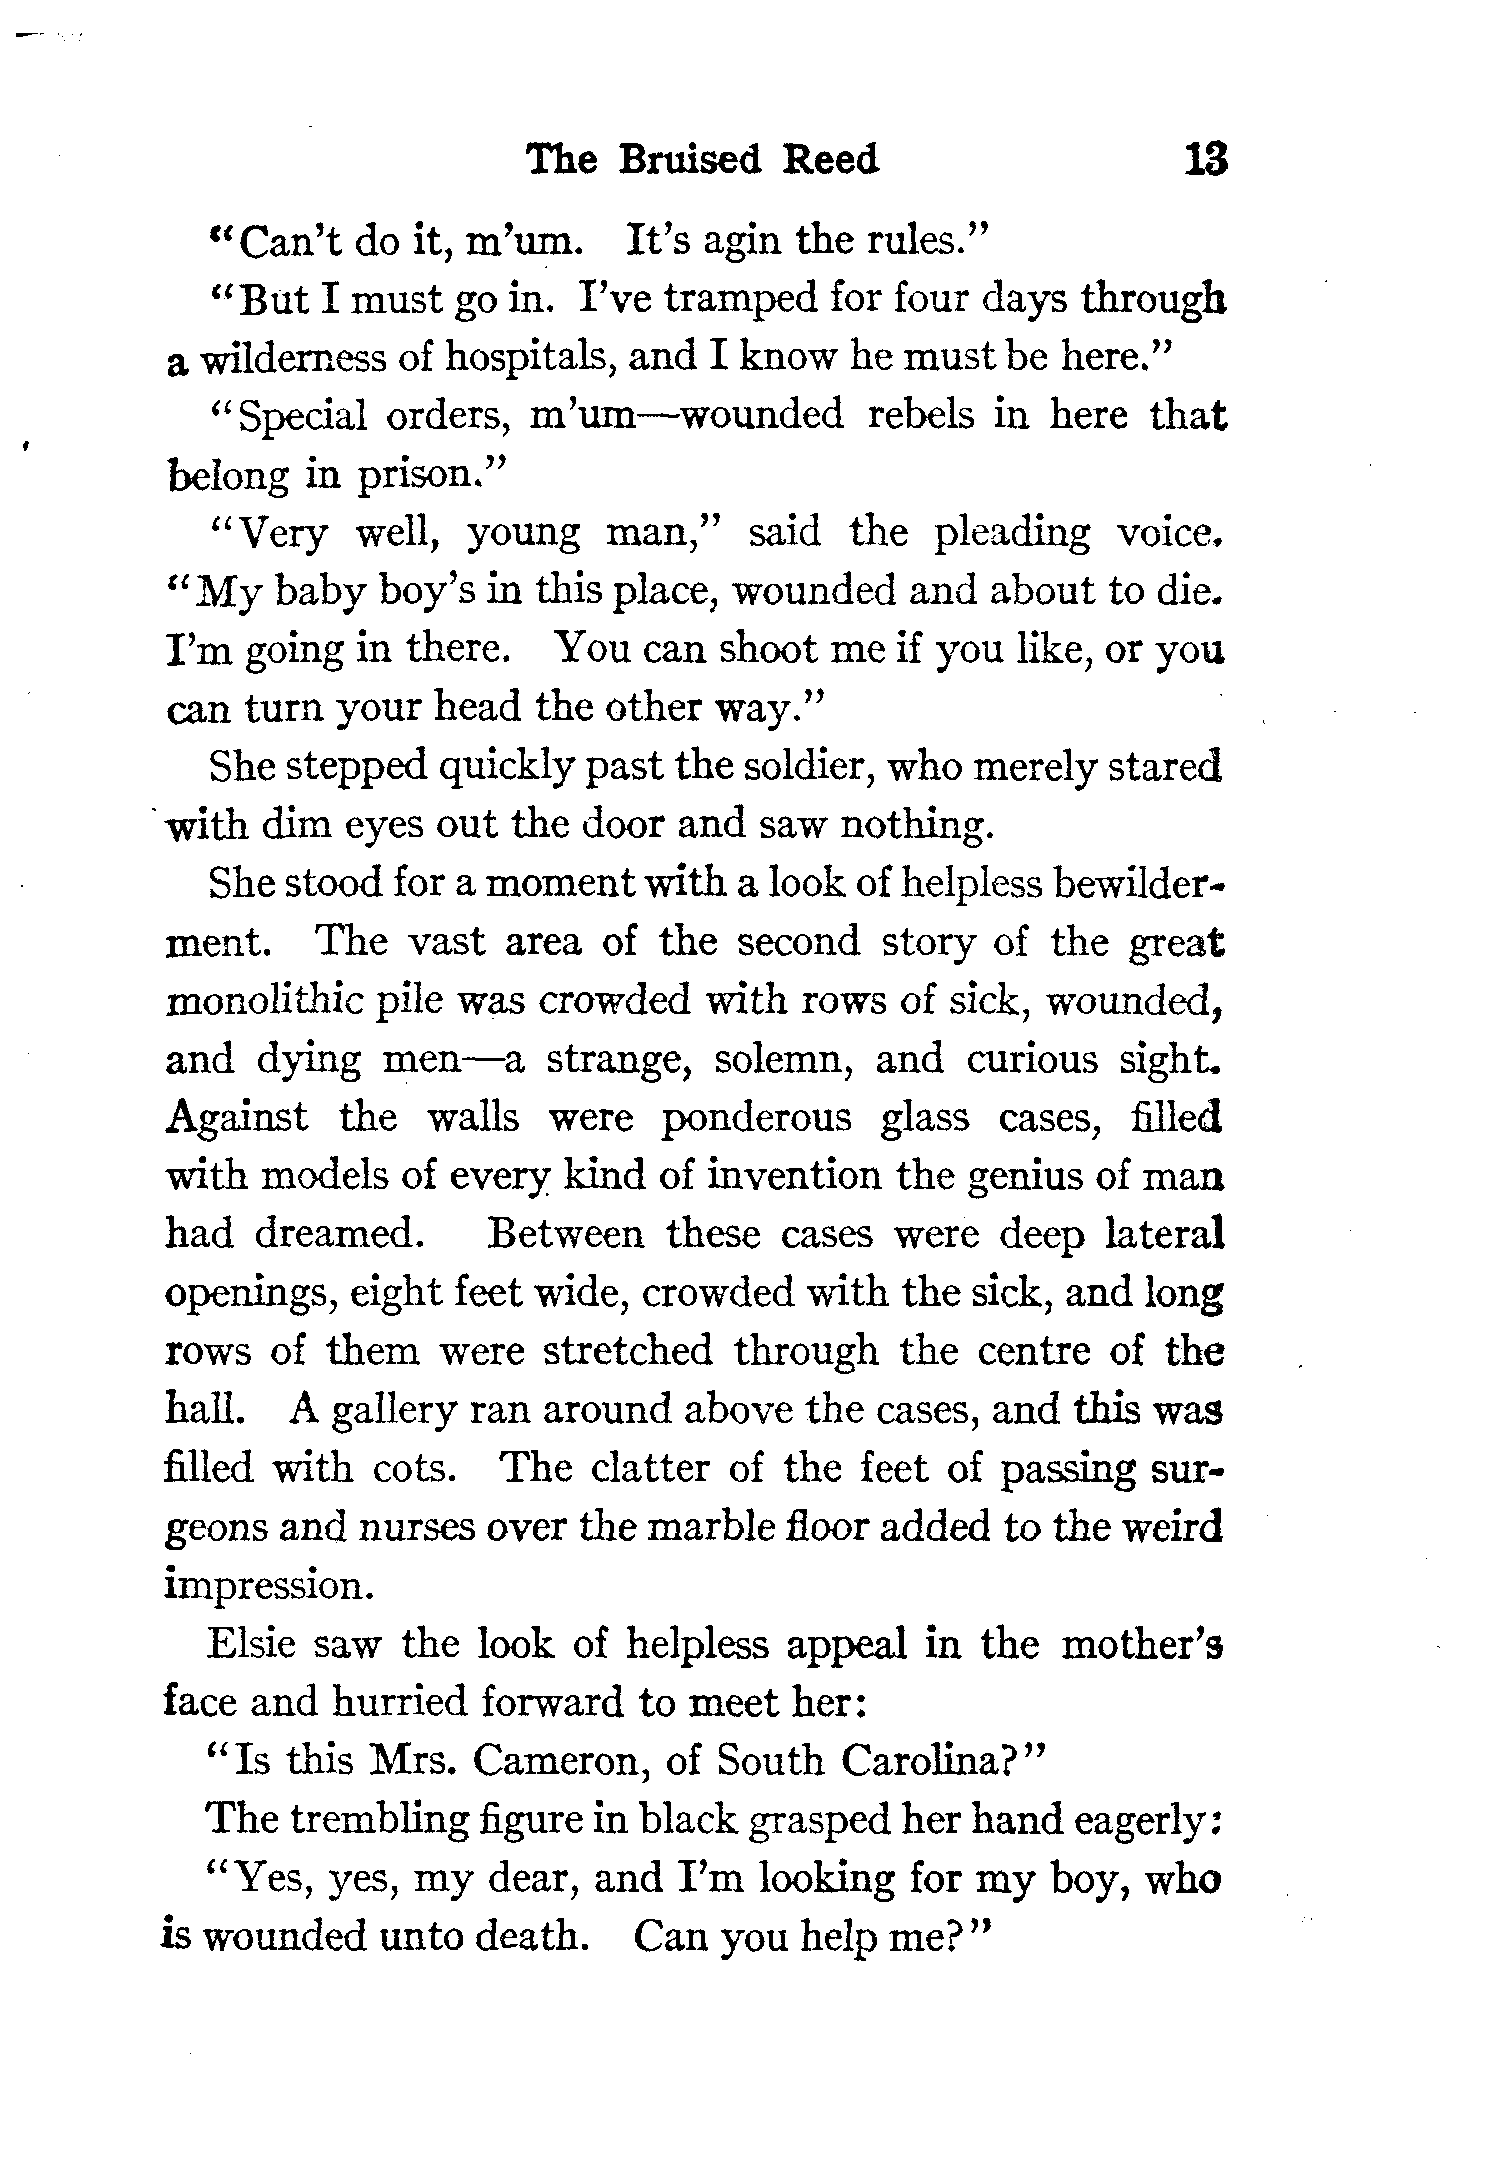 The Bruised Reed 13
“Can’t do it, m’um. It’s agin the rules.”
“But I must go in. I’ve tramped for four days through
a wilderness of hospitals, and I know he must be here.”
“Special orders, m’um—wounded rebels in here that
belong in prison.”
“Very well, young man,” said the pleading voice.
“My baby boy’s in this place, wounded and about to die.
I’m going in there. You can shoot me if you like, or you
can turn your head the other way.”
She stepped quickly past the soldier, who merely stared
with dim eyes out the door and saw nothing.
She stood for a moment with a look of helpless bewilder-
ment. The vast area of the second story of the great
monolithic pile was crowded with rows of sick, wounded,
and dying men—a strange, solemn, and curious sight.
Against the walls were ponderous glass cases, filled
with models of every kind of invention the genius of man
had dreamed. Between these cases were deep lateral
openings, eight feet wide, crowded with the sick, and long
rows of them were stretched through the centre of the
hall. A gallery ran around above the cases, and this was
filled with cots. The clatter of the feet of passing sur-
geons and nurses over the marble floor added to the weird
impression.
Elsie saw the look of helpless appeal in the mother’s
face and hurried forward to meet her:
“Is this Mrs. Cameron, of South Carolina?”
The trembling figure in black grasped her hand eagerly:
“Yes, yes, my dear, and I’m looking for my boy, who
is wounded unto death. Can you help me?”